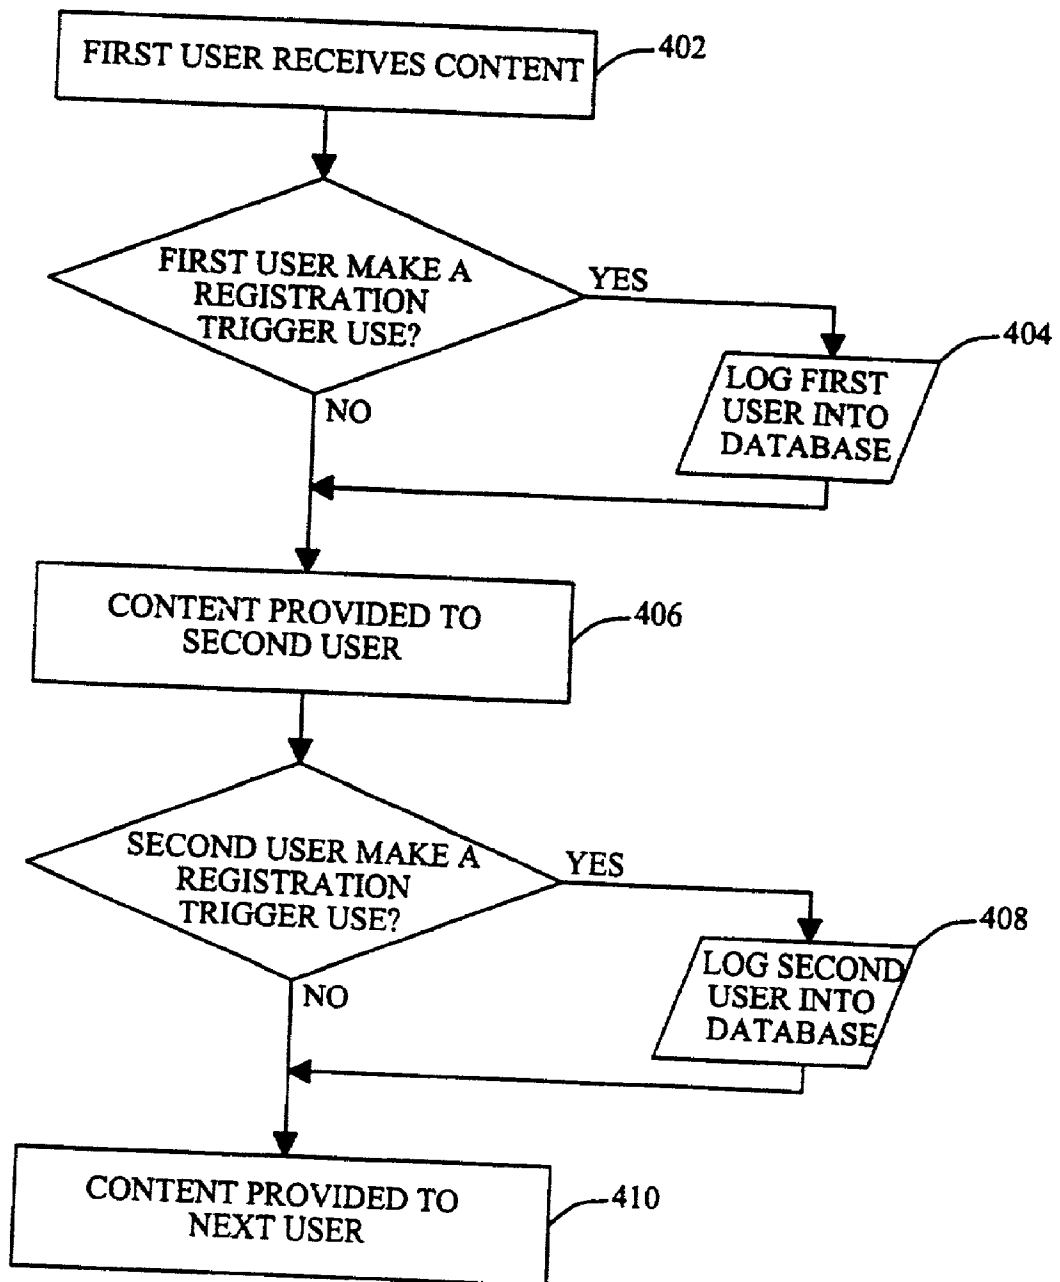 FIRST USER RECEIVES CONTENT
402
FIRST USER MAKE A
REGISTRATION
TRIGGER USE?
YES
404
LOG FIRST
USER INTO
DATABASE
NO
CONTENT PROVIDED TO
SECOND USER
406
SECOND USER MAKE A
REGISTRATION
TRIGGER USE?
YES
408
LOG SECOND
USER INTO
DATABASE
NO
CONTENT PROVIDED TO
NEXT USER
410